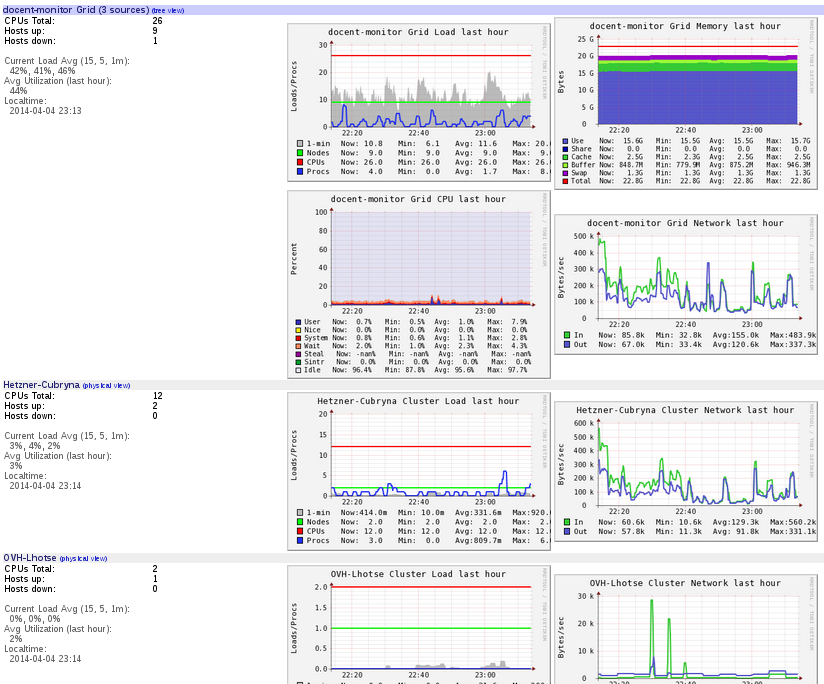 docent-monitor Grid (3 sources) (tree view)
CPUs Total: 26
Hosts up: 9
Hosts down: 1
Current Load Avg (15, 5, 1m):
42%, 41%, 46%
Avg Utilization (last hour):
44%
Localtime:
2014-04-04 23:13
docent-monitor Grid Load last hour
30
20
10
0
Loads/Procs
22:20 22:40 23:00
1-min Now: 10.8 Min: 6.1 Avg: 11.6 Max: 20.
Nodes Now: 9.0 Min: 9.0 Avg: 9.0 Max: 9.
CPUs Now: 26.0 Min: 26.0 Avg: 26.0 Max: 26.
Procs Now: 4.0 Min: 0.0 Avg: 1.7 Max: 8.
docent-monitor Grid Memory last hour
25 G
20 G
15 G
10 G
5 G
0
Bytes
22:20 22:40 23:00
Use Now: 15.6G Min: 15.5G Avg: 15.5G Max: 15.7G
Share Now: 0.0 Min: 0.0 Avg: 0.0 Max: 0.0
Cache Now: 2.5G Min: 2.3G Avg: 2.5G Max: 2.5G
Buffer Now: 848.7M Min: 779.9M Avg: 875.2M Max: 946.3M
Swap Now: 1.3G Min: 1.3G Avg: 1.3G Max: 1.3G
Total Now: 22.8G Min: 22.8G Avg: 22.8G Max: 22.8G
docent-monitor Grid CPU last hour
100
80
60
40
20
0
Percent
22:20 22:40 23:00
User Now: 0.7% Min: 0.5% Avg: 1.0% Max: 7.9%
Nice Now: 0.0% Min: 0.0% Avg: 0.0% Max: 0.0%
System Now: 0.8% Min: 0.6% Avg: 1.1% Max: 2.8%
Wait Now: 2.0% Min: 1.0% Avg: 2.3% Max: 4.3%
Steal Now: -nan% Min: -nan% Avg: -nan% Max: -nan%
Sintr Now: 0.0% Min: 0.0% Avg: 0.0% Max: 0.0%
Idle Now: 96.4% Min: 87.8% Avg: 95.6% Max: 97.7%
docent-monitor Grid Network last hour
500 k
400 k
300 k
200 k
100 k
0
Bytes/sec
22:20 22:40 23:00
In Now: 85.8k Min: 32.8k Avg:155.0k Max:483.9k
Out Now: 67.0k Min: 33.4k Avg:120.6k Max:337.3k
Hetzner-Cubryna (physical view)
CPUs Total: 12
Hosts up: 2
Hosts down: 0
Current Load Avg (15, 5, 1m):
3%, 4%, 2%
Avg Utilization (last hour):
3%
Localtime:
2014-04-04 23:14
Hetzner-Cubryna Cluster Load last hour
20
15
10
5
0
Loads/Procs
22:20 22:40 23:00
1-min Now:414.0m Min: 10.0m Avg:331.6m Max:920.
Nodes Now: 2.0 Min: 2.0 Avg: 2.0 Max: 2.
CPUs Now: 12.0 Min: 12.0 Avg: 12.0 Max: 12.
Procs Now: 3.0 Min: 0.0 Avg:809.7m Max: 6.
Hetzner-Cubryna Cluster Network last hour
600 k
500 k
400 k
300 k
200 k
100 k
0
Bytes/sec
22:20 22:40 23:00
In Now: 60.6k Min: 10.6k Avg:129.3k Max:560.2k
Out Now: 57.8k Min: 11.3k Avg: 91.8k Max:331.1k
OVH-Lhotse (physical view)
CPUs Total: 2
Hosts up: 1
Hosts down: 0
Current Load Avg (15, 5, 1m):
0%, 0%, 0%
Avg Utilization (last hour):
2%
Localtime:
2014-04-04 23:14
OVH-Lhotse Cluster Load last hour
2.0
1.5
1.0
0.5
0.0
Loads/Procs
22:20 22:40 23:00
OVH-Lhotse Cluster Network last hour
30 k
20 k
10 k
0
Bytes/sec